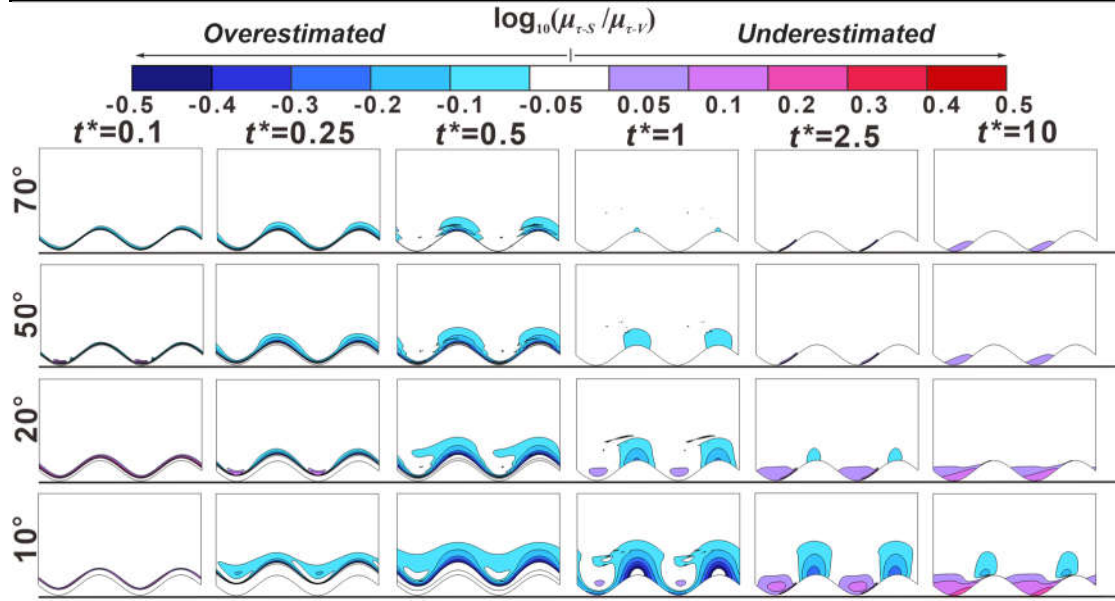 log₁₀(μτ-S /μτ-V)
Overestimated Underestimated
-0.5 -0.4 -0.3 -0.2 -0.1 -0.05 0.05 0.1 0.2 0.3 0.4 0.5
t*=0.1 t*=0.25 t*=0.5 t*=1 t*=2.5 t*=10
70°
50°
20°
10°